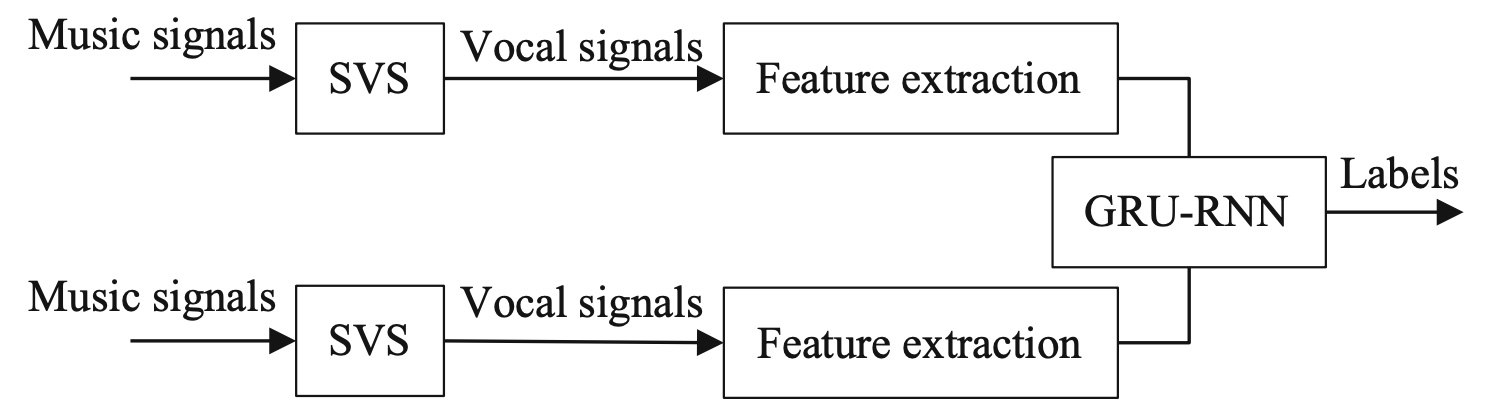 Music signals
SVS
Vocal signals
Feature extraction
GRU-RNN
Labels
Music signals
SVS
Vocal signals
Feature extraction